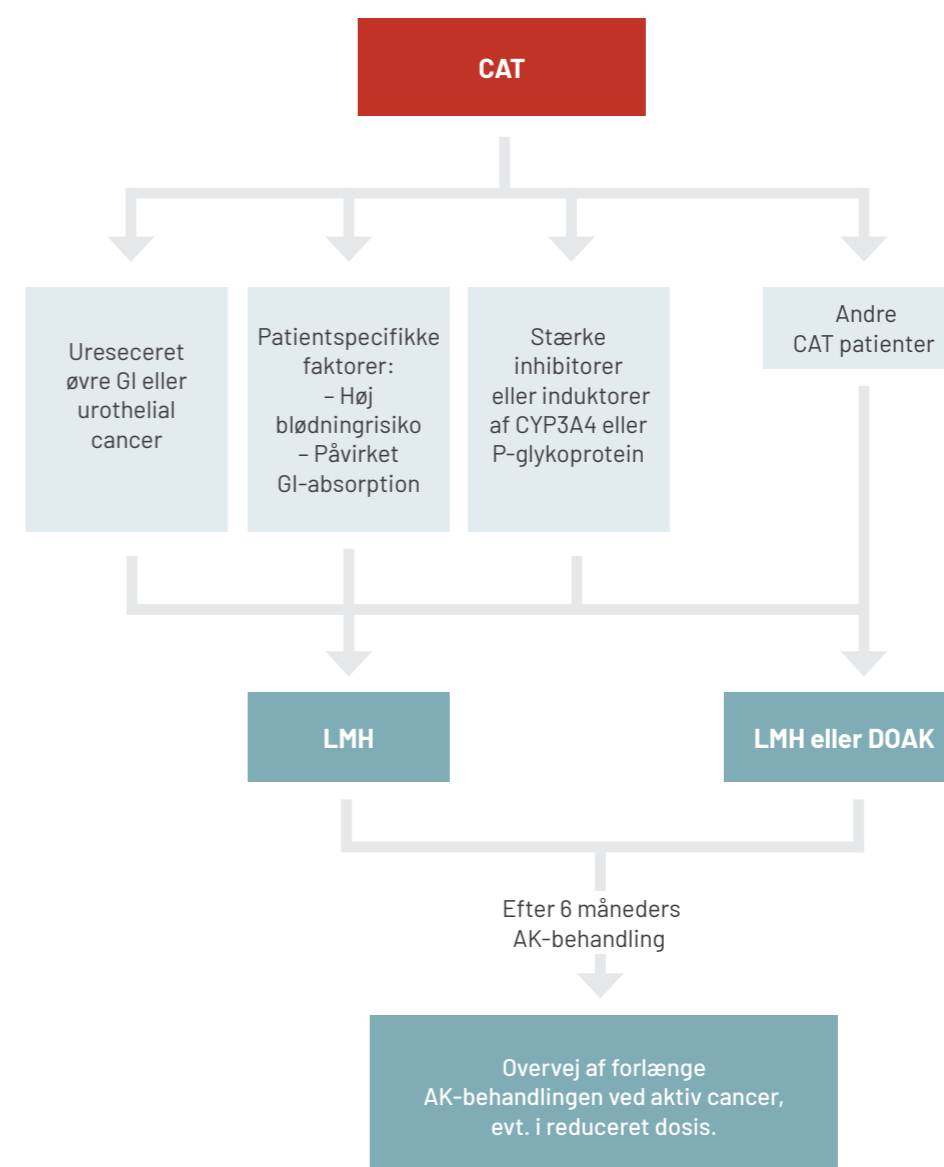 CAT
Ureseceret
øvre GI eller
urothelial
cancer
Patientspecifikke
faktorer:
– Høj
blødningrisiko
– Påvirket
GI-absorption
Stærke
inhibitorer
eller induktorer
af CYP3A4 eller
P-glykoprotein
Andre
CAT patienter
LMH
LMH eller DOAK
Efter 6 måneders
AK-behandling
Overvej af forlænge
AK-behandlingen ved aktiv cancer,
evt. i reduceret dosis.